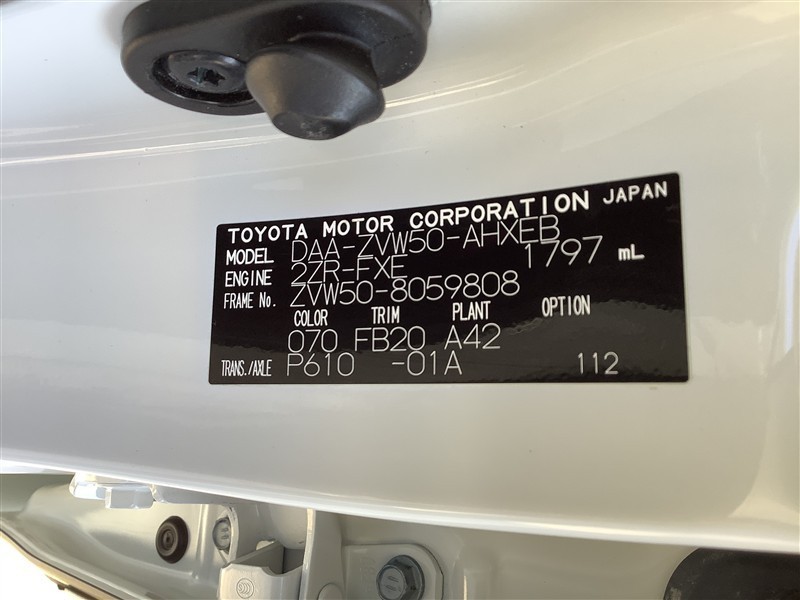 TOYOTA MOTOR CORPORATION JAPAN
MODEL DAA-ZVW50-AHXEB
ENGINE 2ZR-FXE 1797 mL
FRAME No. ZVW50-8059808
COLOR TRIM PLANT OPTION
070 FB20 A42
TRANS./AXLE P610 -01A 112